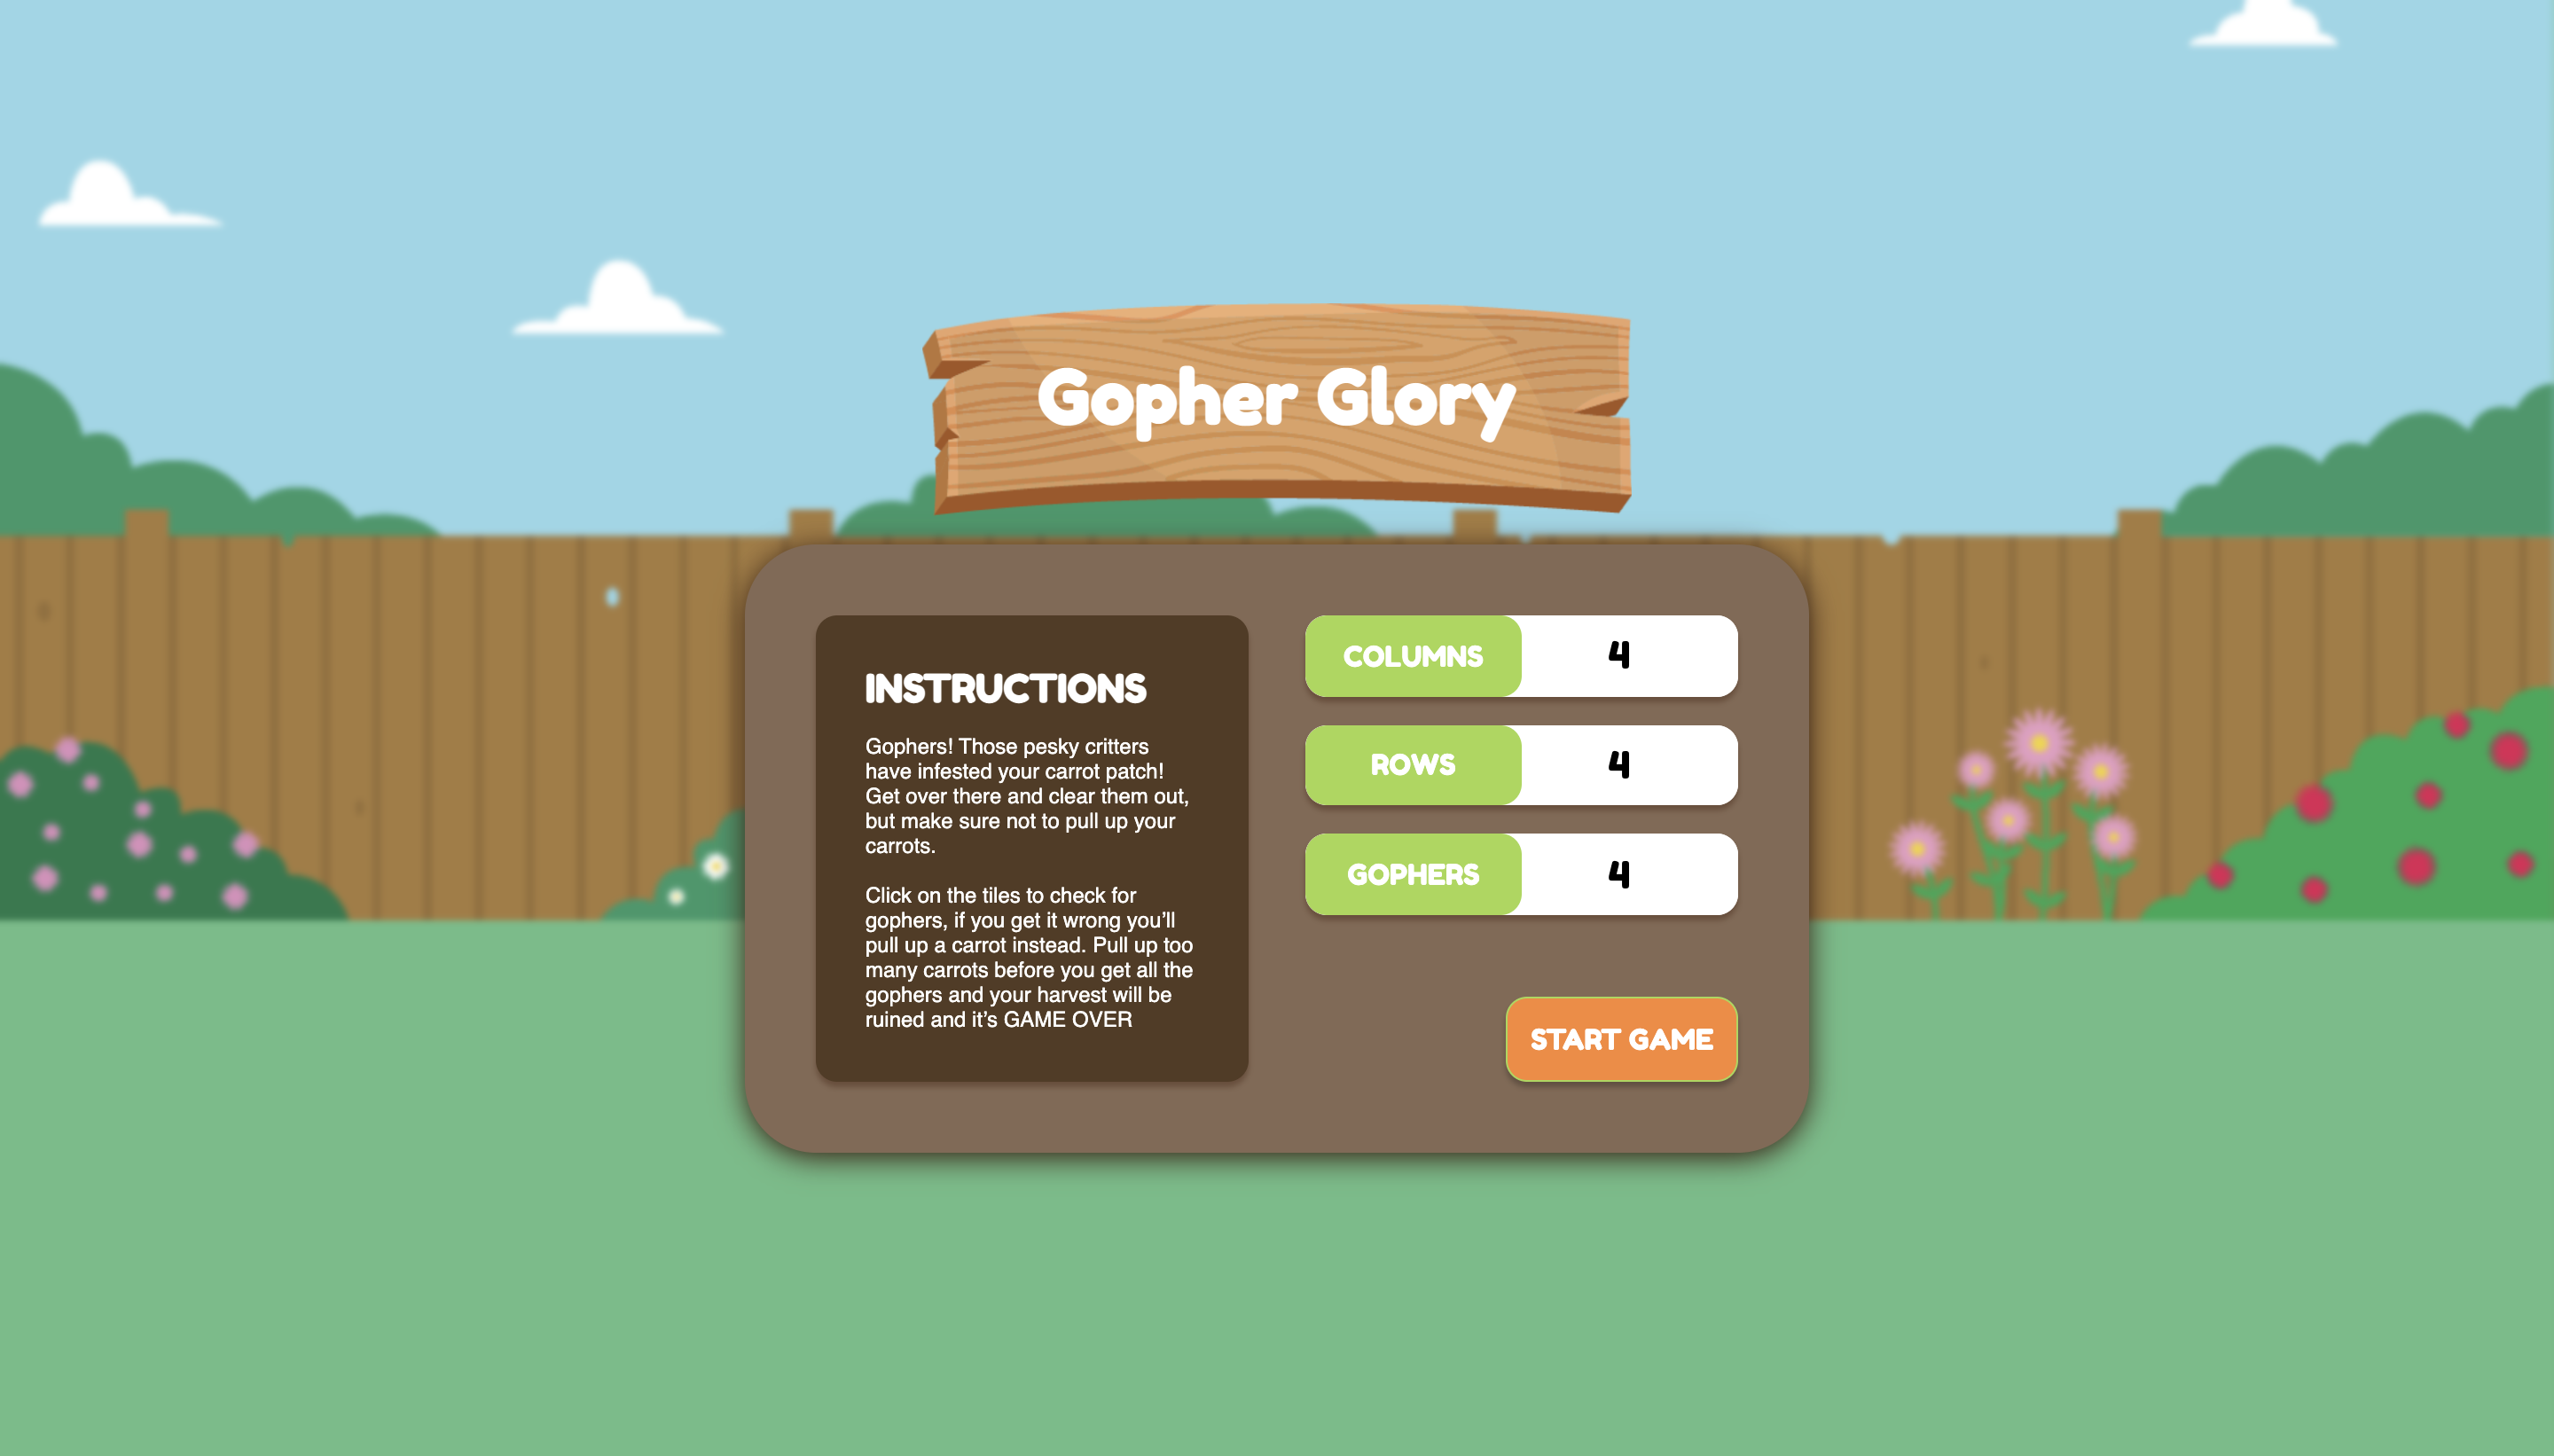 Gopher Glory
INSTRUCTIONS
Gophers! Those pesky critters
have infested your carrot patch!
Get over there and clear them out,
but make sure not to pull up your
carrots.
Click on the tiles to check for
gophers, if you get it wrong you’ll
pull up a carrot instead. Pull up too
many carrots before you get all the
gophers and your harvest will be
ruined and it’s GAME OVER
COLUMNS 4
ROWS 4
GOPHERS 4
START GAME